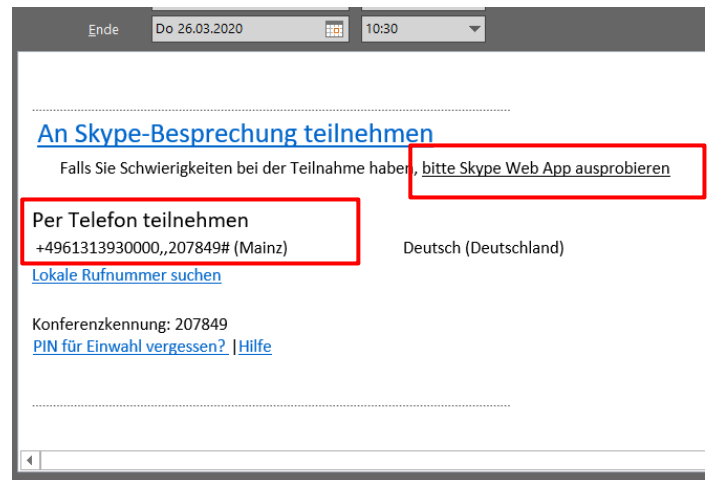 Ende Do 26.03.2020 10:30
An Skype-Besprechung teilnehmen
Falls Sie Schwierigkeiten bei der Teilnahme haben, bitte Skype Web App ausprobieren
Per Telefon teilnehmen
+4961313930000,,207849# (Mainz) Deutsch (Deutschland)
Lokale Rufnummer suchen
Konferenzkennung: 207849
PIN für Einwahl vergessen? |Hilfe